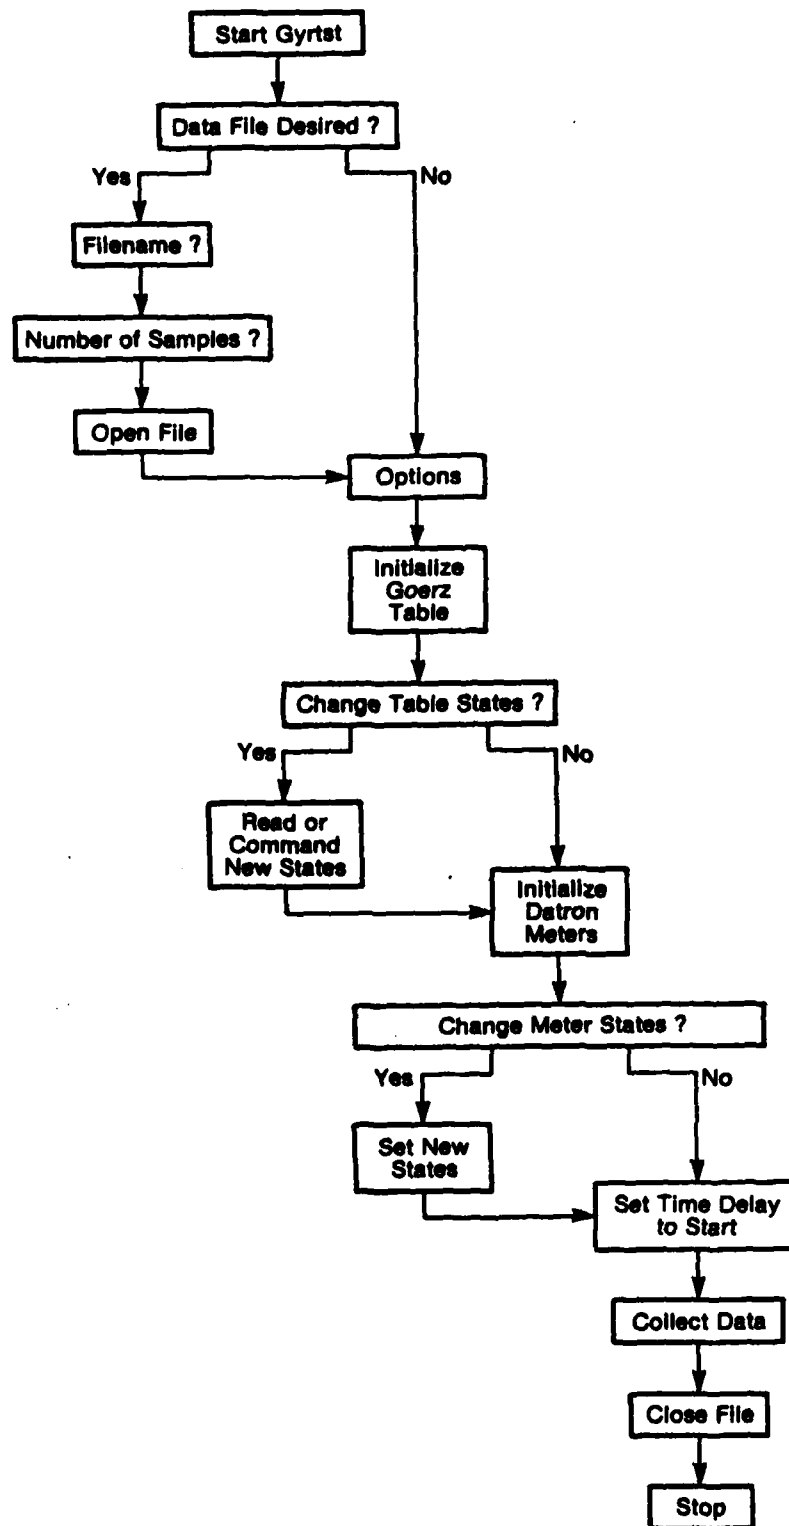 Start Gyrtst
Data File Desired ?
Yes
No
Filename ?
Number of Samples ?
Open File
Options
Initialize
Goerz
Table
Change Table States ?
Yes
No
Read or
Command
New States
Initialize
Datron
Meters
Change Meter States ?
Yes
No
Set New
States
Set Time Delay
to Start
Collect Data
Close File
Stop